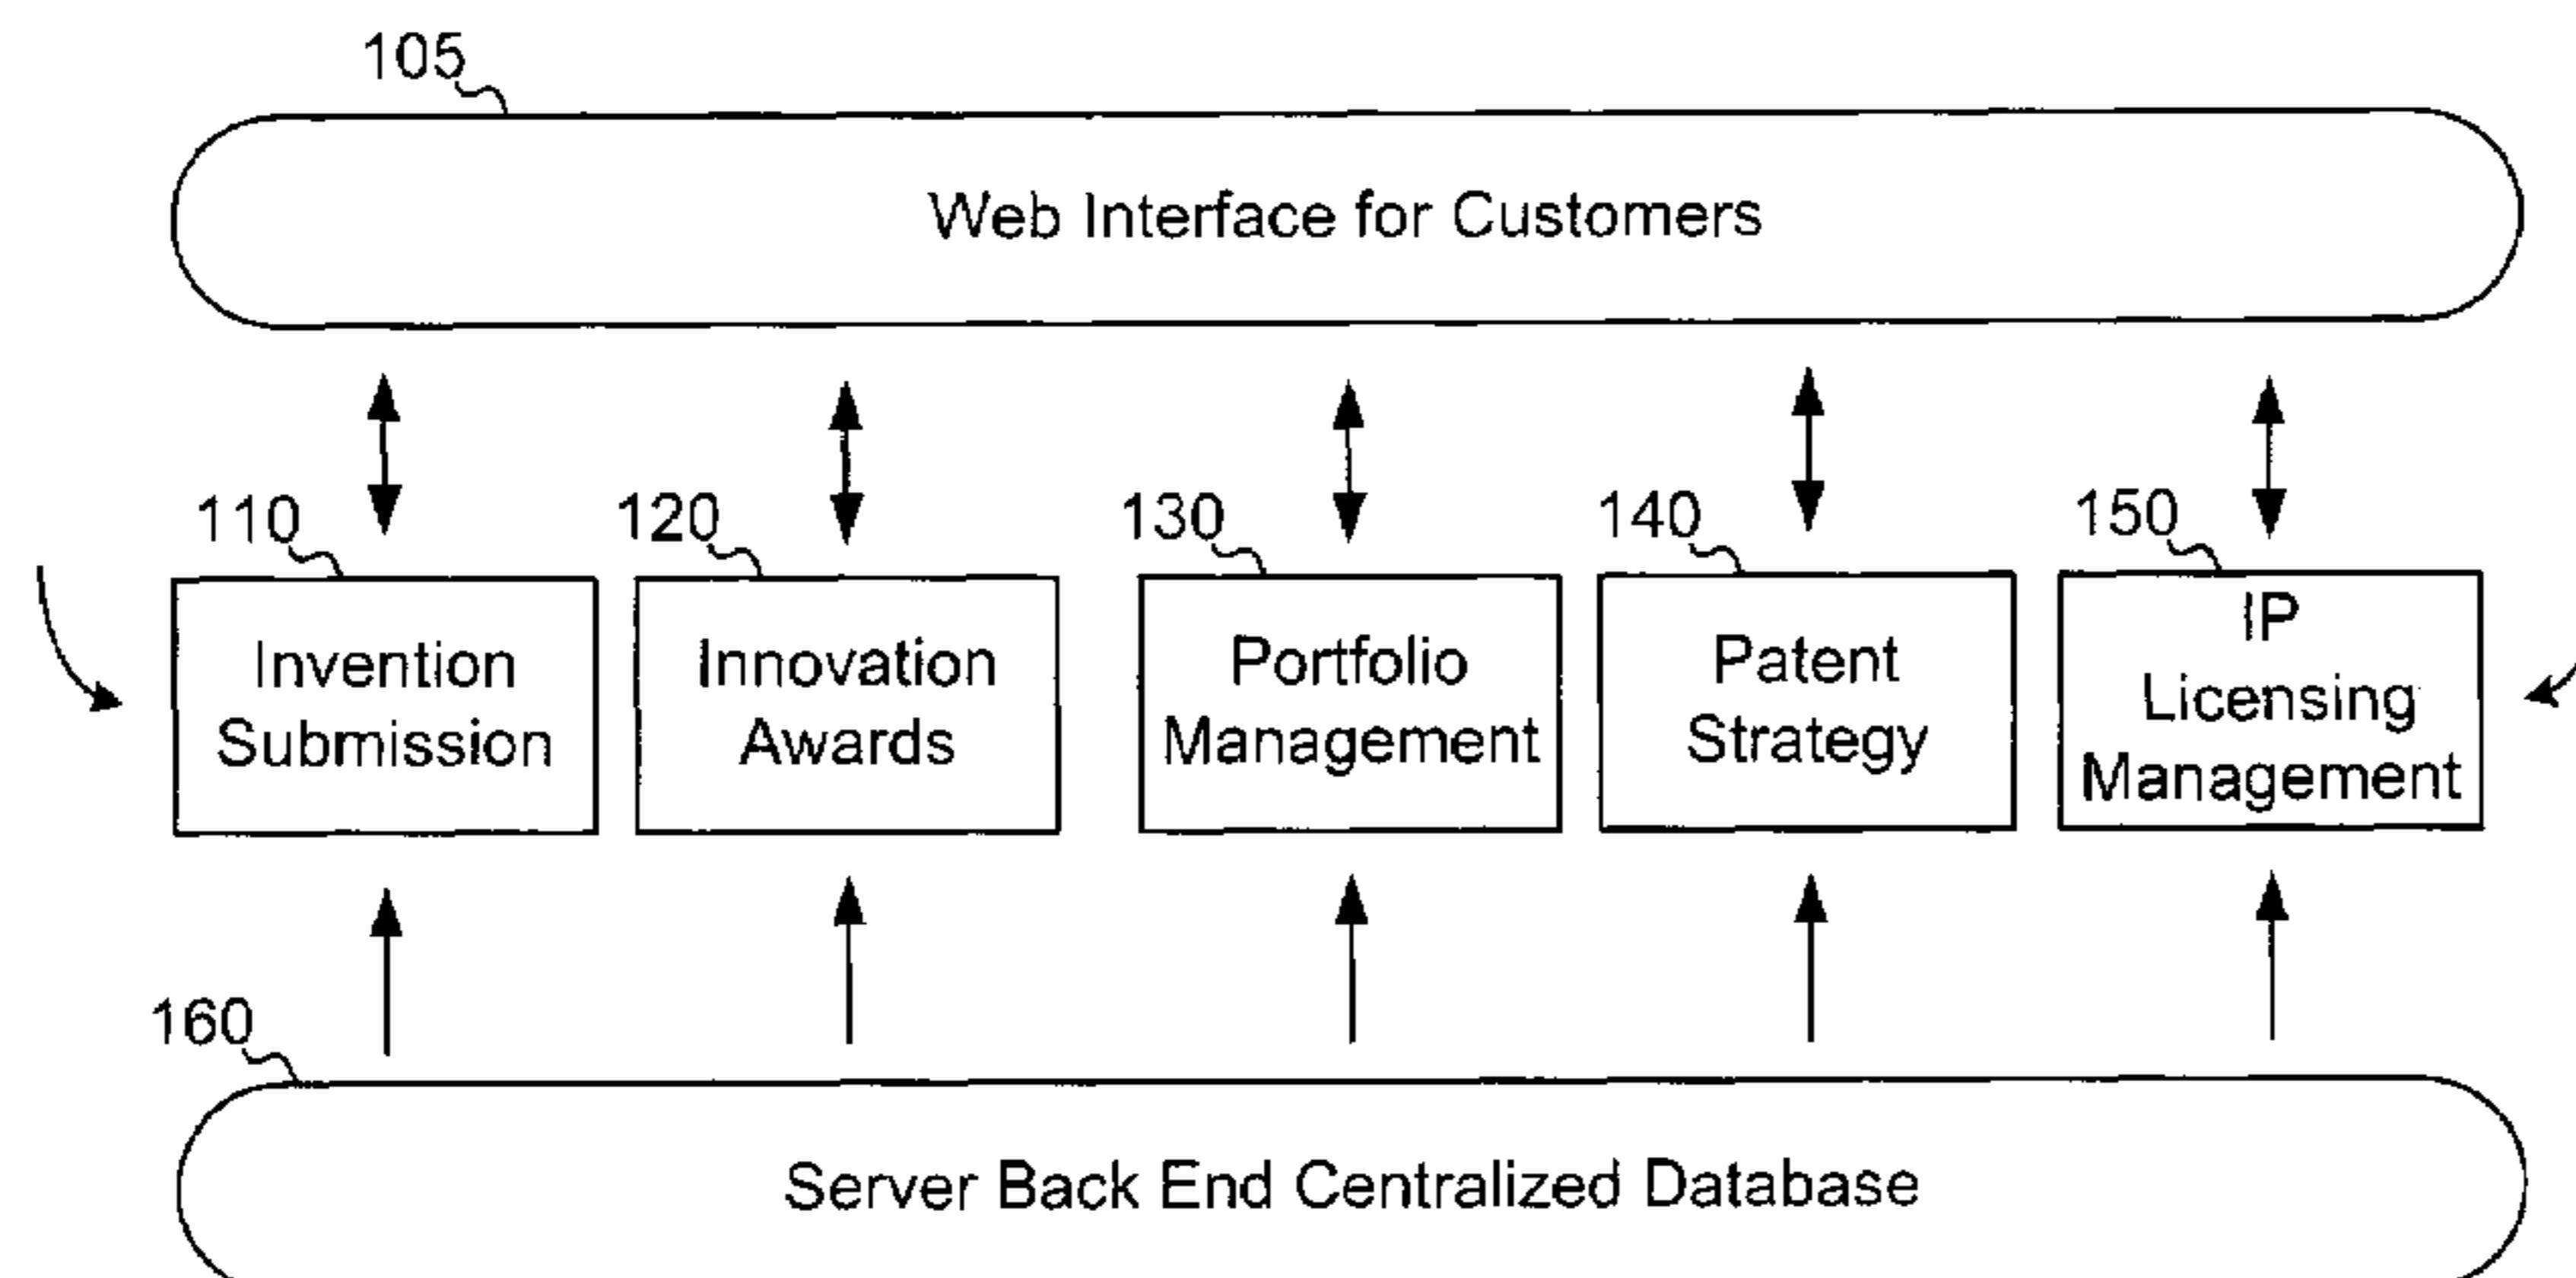 105
Web Interface for Customers
110
120
130
140
150
Invention
Submission
Innovation
Awards
Portfolio
Management
Patent
Strategy
IP
Licensing
Management
160
Server Back End Centralized Database